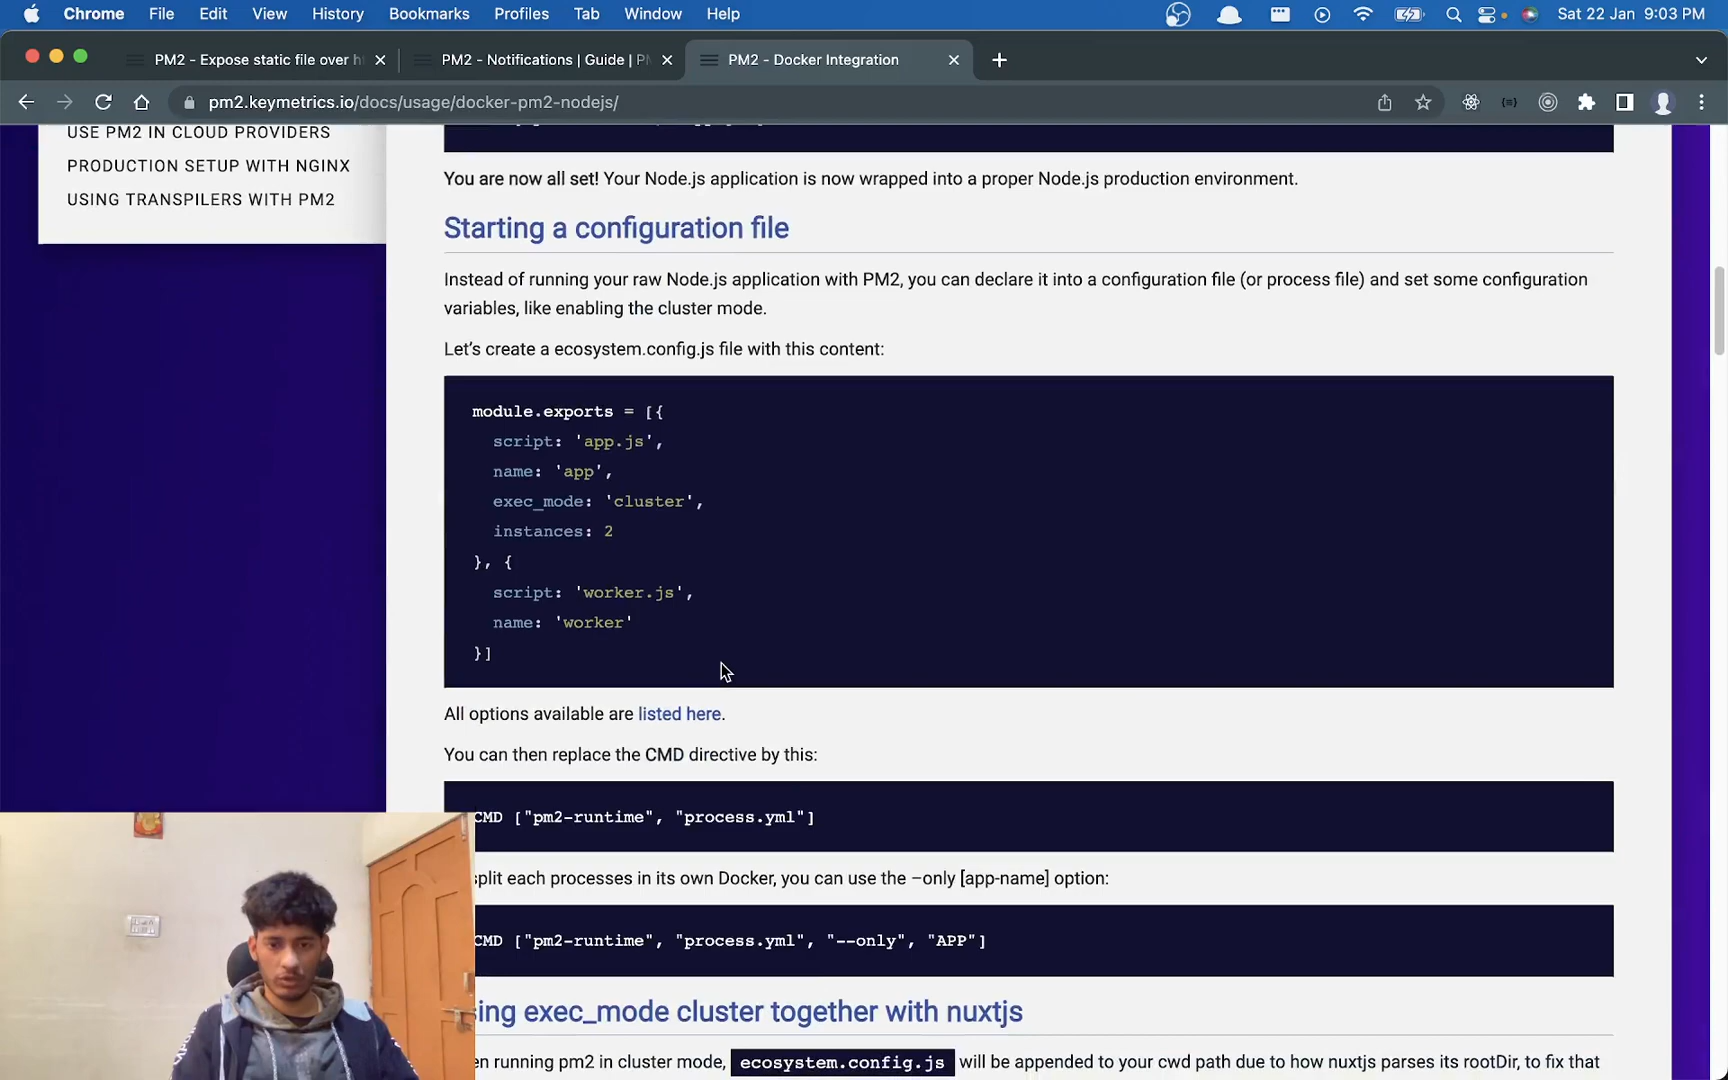 Chrome File Edit View History Bookmarks Profiles Tab Window Help Sat 22 Jan 9:03 PM
PM2 - Expose static file over h PM2 - Notifications | Guide | PM PM2 - Docker Integration
pm2.keymetrics.io/docs/usage/docker-pm2-nodejs/
USE PM2 IN CLOUD PROVIDERS
PRODUCTION SETUP WITH NGINX
USING TRANSPILERS WITH PM2
You are now all set! Your Node.js application is now wrapped into a proper Node.js production environment.
Starting a configuration file
Instead of running your raw Node.js application with PM2, you can declare it into a configuration file (or process file) and set some configuration
variables, like enabling the cluster mode.
Let’s create a ecosystem.config.js file with this content:
module.exports = [{
script: 'app.js',
name: 'app',
exec_mode: 'cluster',
instances: 2
}, {
script: 'worker.js',
name: 'worker'
}]
All options available are listed here.
You can then replace the CMD directive by this:
CMD ["pm2-runtime", "process.yml"]
split each processes in its own Docker, you can use the –only [app-name] option:
CMD ["pm2-runtime", "process.yml", "--only", "APP"]
ing exec_mode cluster together with nuxtjs
en running pm2 in cluster mode, ecosystem.config.js will be appended to your cwd path due to how nuxtjs parses its rootDir, to fix that